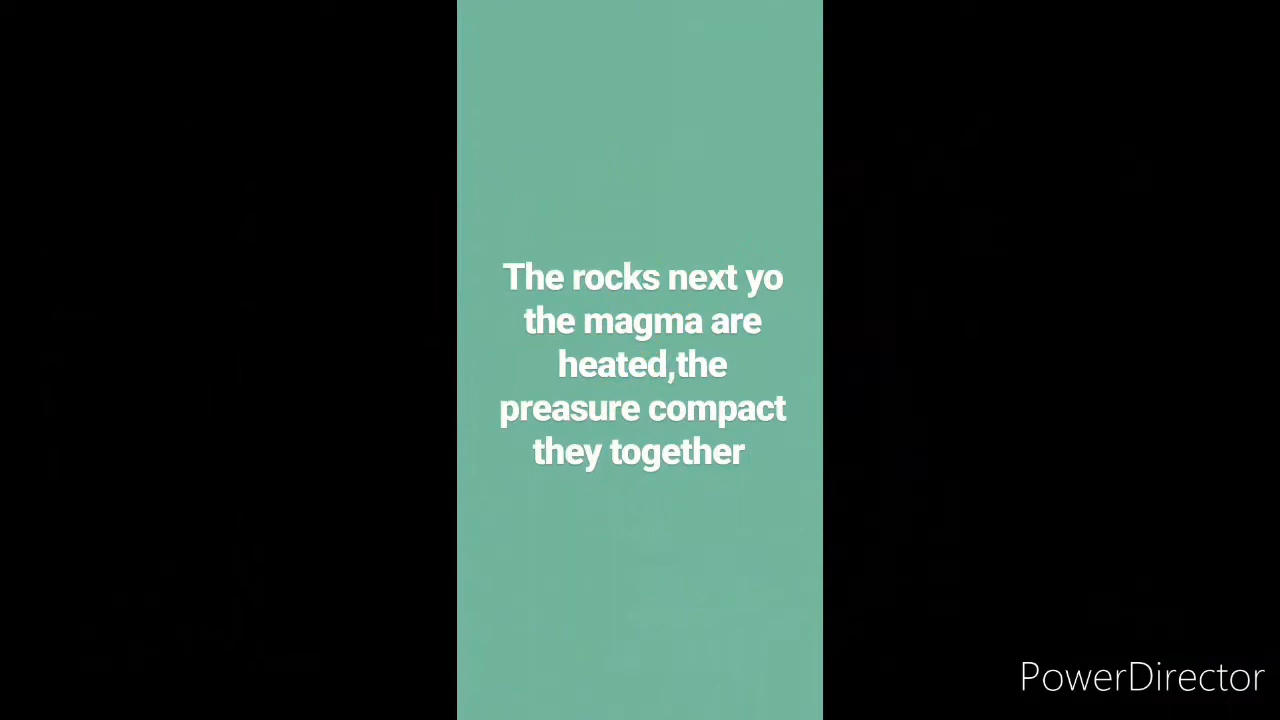 The rocks next yo
the magma are
heated,the
preasure compact
they together
PowerDirector